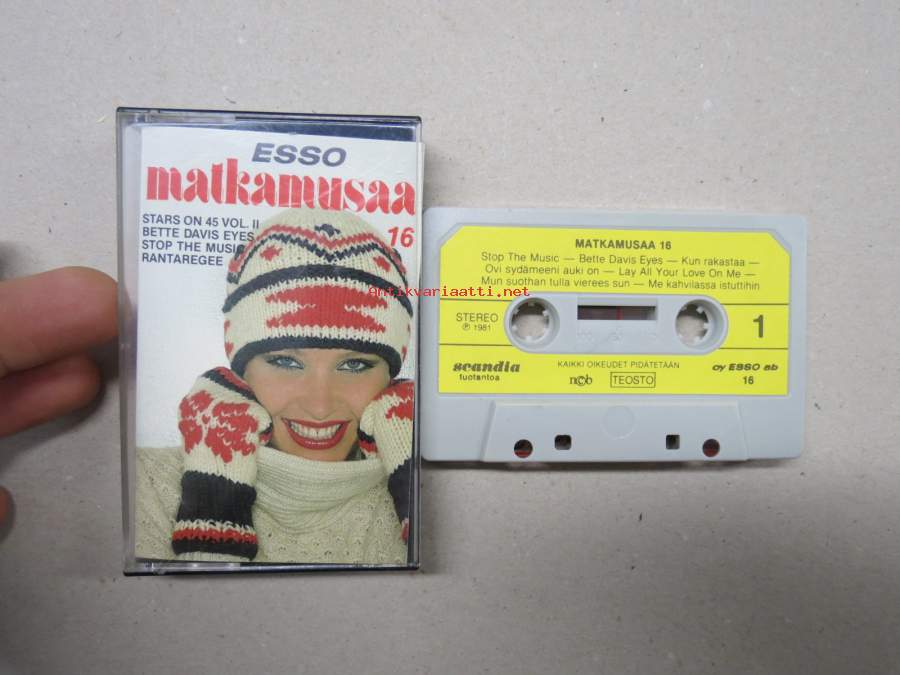 ESSO
matkamusaa
STARS ON 45 VOL. II
BETTE DAVIS EYES
STOP THE MUSIC
RANTAREGEE
16
Antikvariaatti.net
MATKAMUSAA 16
Stop The Music — Bette Davis Eyes — Kun rakastaa —
Ovi sydämeeni auki on — Lay All Your Love On Me —
Mun suothan tulla vierees sun — Me kahvilassa istuttihin
STEREO
℗ 1981
1
scandia
tuotantoa
KAIKKI OIKEUDET PIDÄTETÄÄN
ncb
TEOSTO
oy ESSO ab
16